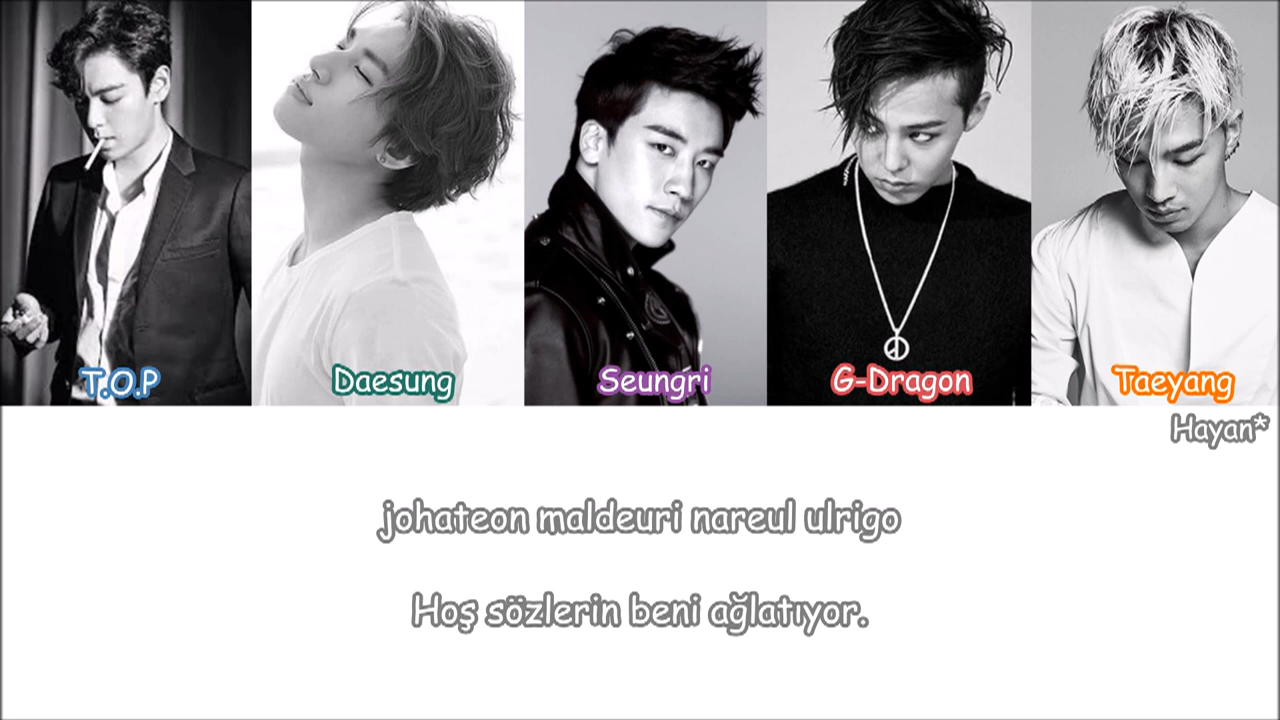 T.O.P
Daesung
Seungri
G-Dragon
Taeyang
Hayan*
johateon maldeuri nareul ulrigo
Hoş sözlerin beni ağlatıyor.